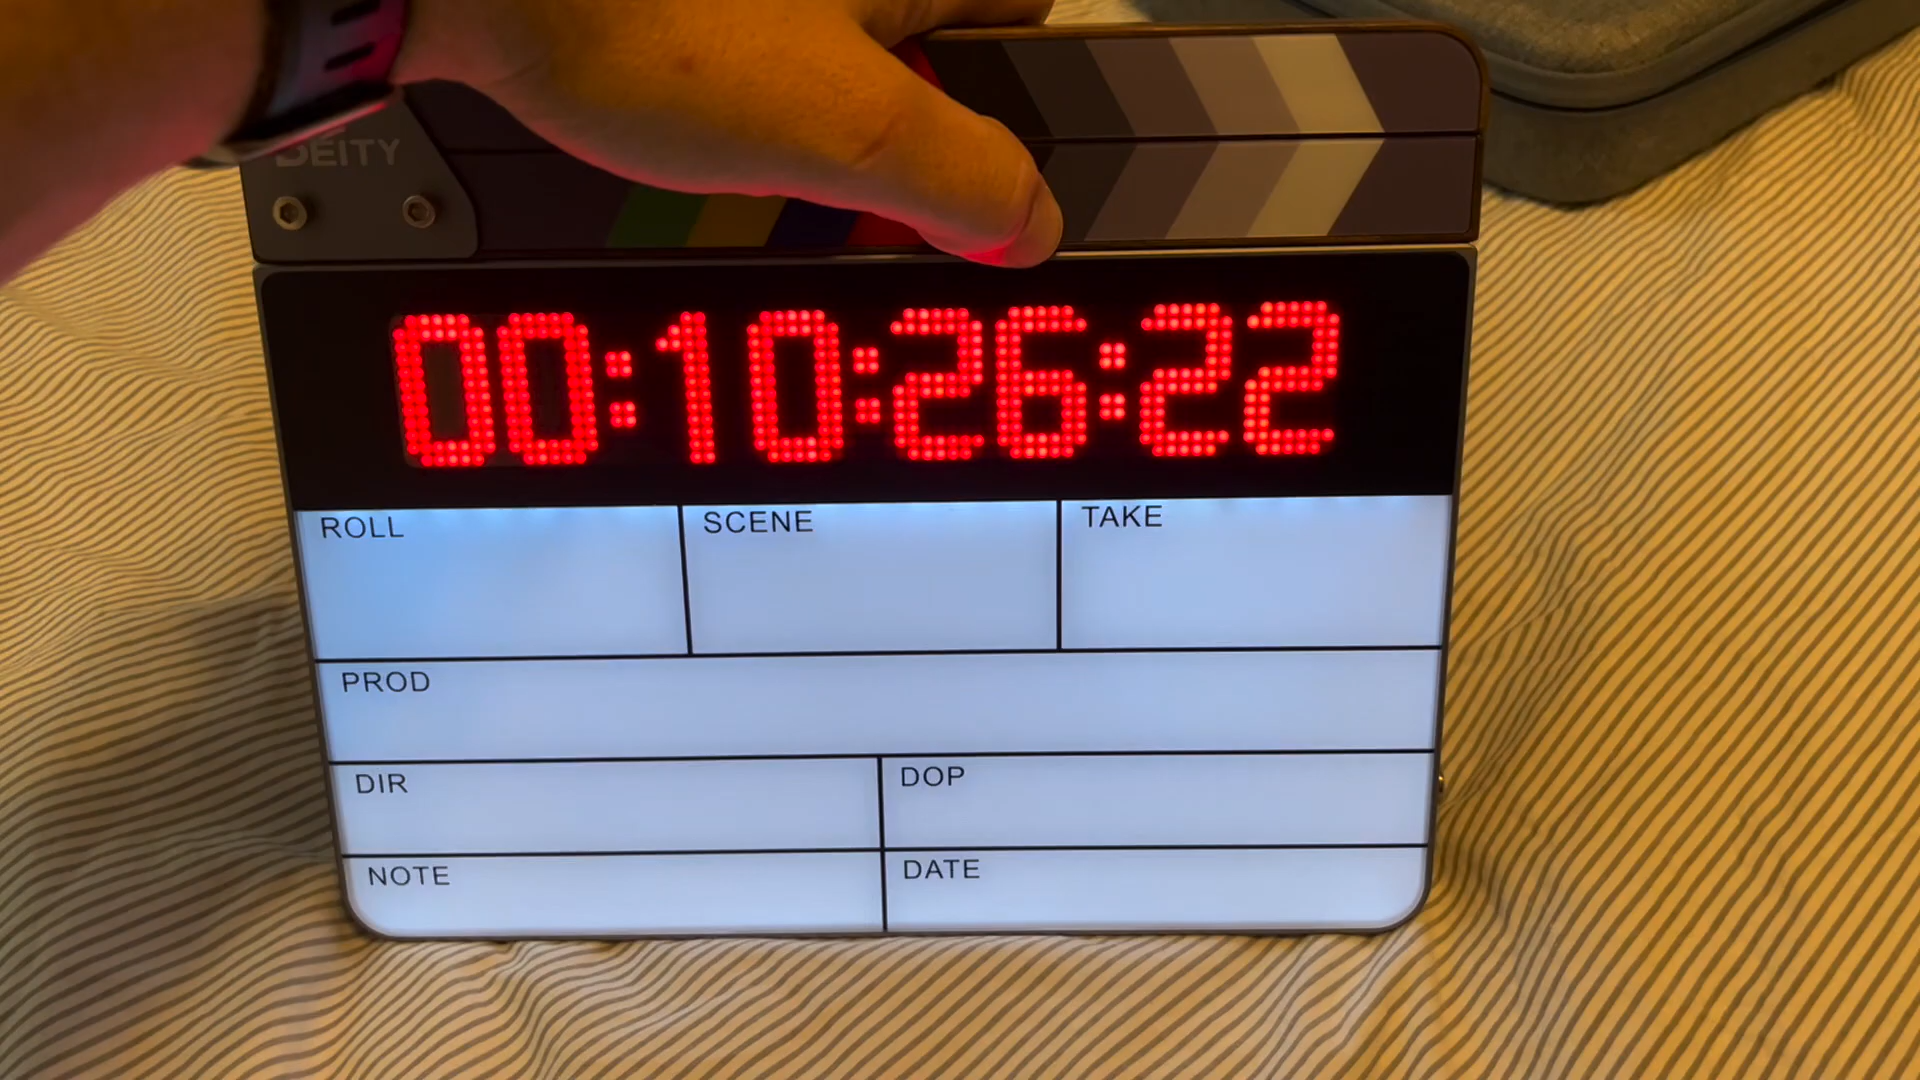 DEITY
00:10:26:22
ROLL SCENE TAKE
PROD
DIR DOP
NOTE DATE